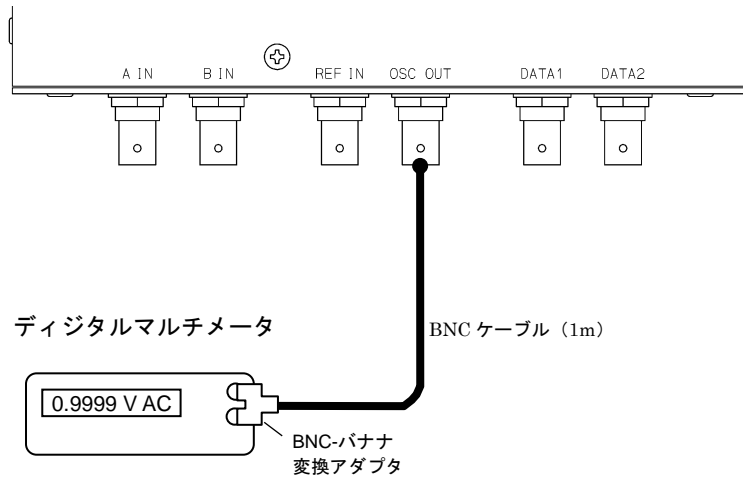 A IN B IN REF IN OSC OUT DATA1 DATA2
ディジタルマルチメータ
BNC ケーブル（1m）
0.9999 V AC
BNC-バナナ
変換アダプタ